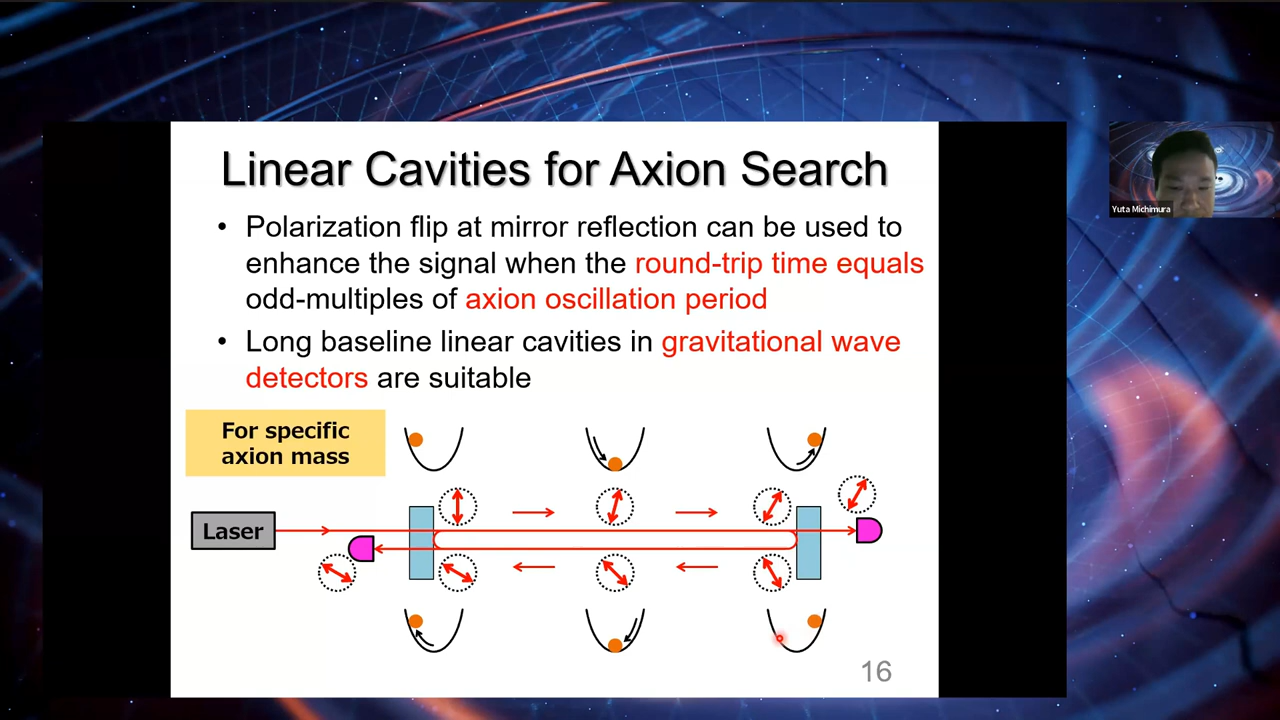 Linear Cavities for Axion Search
• Polarization flip at mirror reflection can be used to
enhance the signal when the round-trip time equals
odd-multiples of axion oscillation period
• Long baseline linear cavities in gravitational wave
detectors are suitable
For specific
axion mass
Laser
16
Yuta Michimura